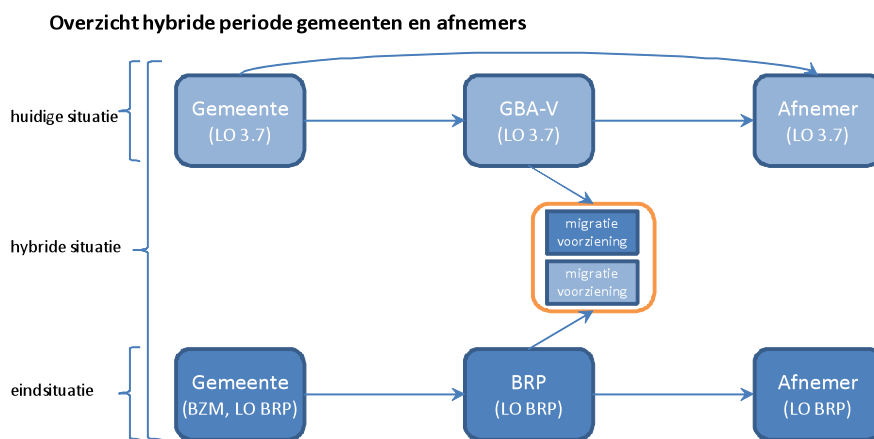 Overzicht hybride periode gemeenten en afnemers
huidige situatie
Gemeente
(LO 3.7)
GBA-V
(LO 3.7)
Afnemer
(LO 3.7)
hybride situatie
migratie
voorziening
migratie
voorziening
eindsituatie
Gemeente
(BZM, LO BRP)
BRP
(LO BRP)
Afnemer
(LO BRP)